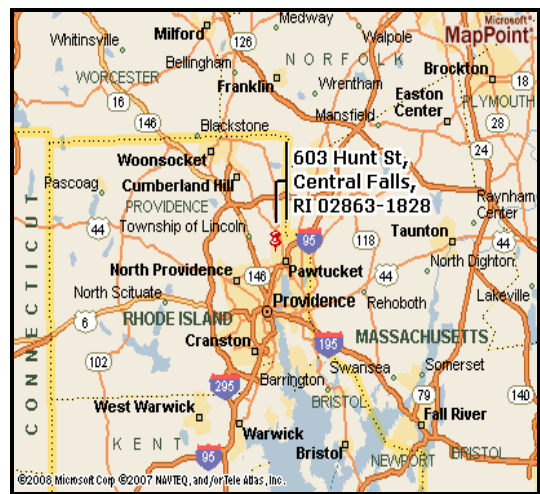 Microsoft®
MapPoint®
Medway
Milford
Whitinsville
126
Walpole
Bellingham
NORFOLK
WORCESTER
Franklin
Wrentham
Brockton
18
16
Easton
Center
PLYMOUTH
Mansfield
146
28
Blackstone
24
Woonsocket
603 Hunt St,
Central Falls,
RI 02863-1828
Pascoag
Cumberland Hill
PROVIDENCE
Raynham
Center
44
Township of Lincoln
95
118
Taunton
44
North Dighton
North Providence
146
Pawtucket
44
North Scituate
Providence
Rehoboth
Lakeville
6
RHODE ISLAND
MASSACHUSETTS
Cranston
195
CONNECTICUT
102
Swansea
Somerset
295
Barrington
BRISTOL
79
140
West Warwick
Fall River
KENT
Warwick
95
Bristol
NEWPORT
BRISTOL
©2008 Microsoft Corp ©2007 NAVTEQ, and/or Tele Atlas, Inc.